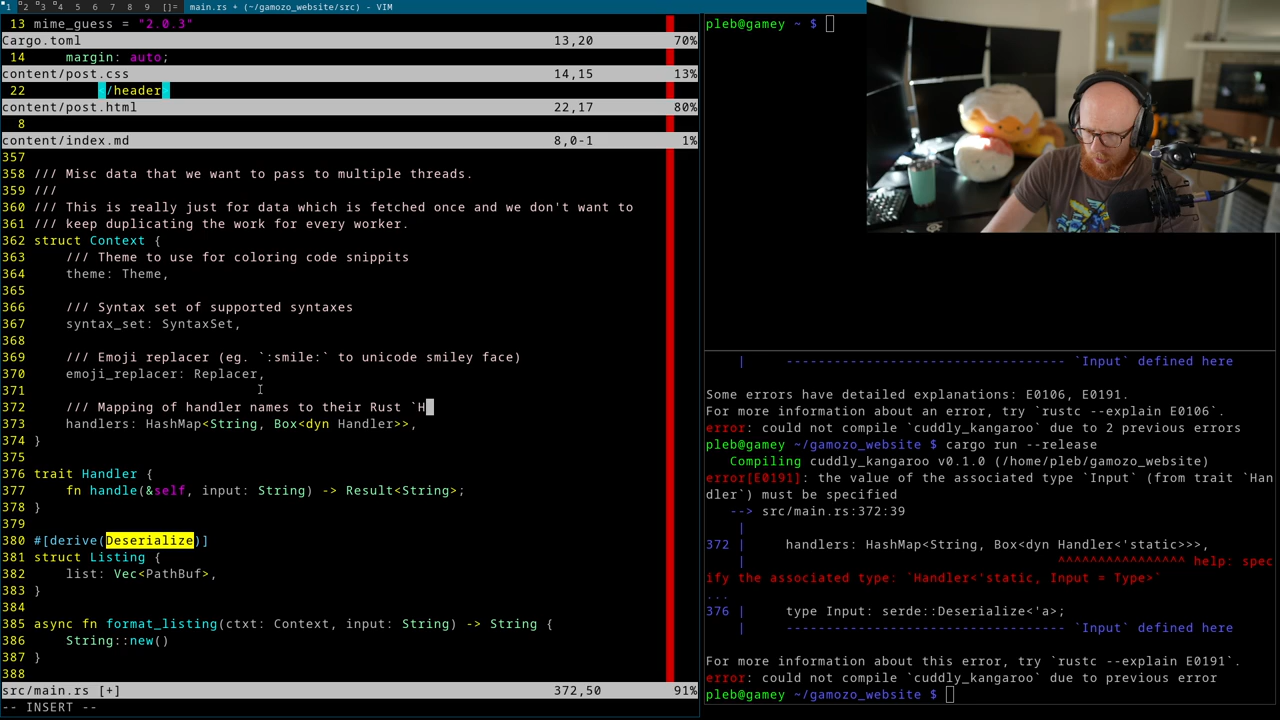 1 2 3 4 5 6 7 8 9 []= main.rs + (~/gamozo_website/src) - VIM
13 mime_guess = "2.0.3"
Cargo.toml 13,20 70%
14 margin: auto;
content/post.css 14,15 13%
22 </header>
content/post.html 22,17 80%
8
content/index.md 8,0-1 1%
357
358 /// Misc data that we want to pass to multiple threads.
359 ///
360 /// This is really just for data which is fetched once and we don't want to
361 /// keep duplicating the work for every worker.
362 struct Context {
363 /// Theme to use for coloring code snippits
364 theme: Theme,
365
366 /// Syntax set of supported syntaxes
367 syntax_set: SyntaxSet,
368
369 /// Emoji replacer (eg. `:smile:` to unicode smiley face)
370 emoji_replacer: Replacer,
371
372 /// Mapping of handler names to their Rust `H
373 handlers: HashMap<String, Box<dyn Handler>>,
374 }
375
376 trait Handler {
377 fn handle(&self, input: String) -> Result<String>;
378 }
379
380 #[derive(Deserialize)]
381 struct Listing {
382 list: Vec<PathBuf>,
383 }
384
385 async fn format_listing(ctxt: Context, input: String) -> String {
386 String::new()
387 }
388
src/main.rs [+] 372,50 91%
-- INSERT --
pleb@gamey ~ $
| ----------------------------------- `Input` defined here
Some errors have detailed explanations: E0106, E0191.
For more information about an error, try `rustc --explain E0106`.
error: could not compile `cuddly_kangaroo` due to 2 previous errors
pleb@gamey ~/gamozo_website $ cargo run --release
Compiling cuddly_kangaroo v0.1.0 (/home/pleb/gamozo_website)
error[E0191]: the value of the associated type `Input` (from trait `Han
dler`) must be specified
--> src/main.rs:372:39
|
372 | handlers: HashMap<String, Box<dyn Handler<'static>>>,
| ^^^^^^^^^^^^^^^^ help: spec
ify the associated type: `Handler<'static, Input = Type>`
...
376 | type Input: serde::Deserialize<'a>;
| ----------------------------------- `Input` defined here
For more information about this error, try `rustc --explain E0191`.
error: could not compile `cuddly_kangaroo` due to previous error
pleb@gamey ~/gamozo_website $